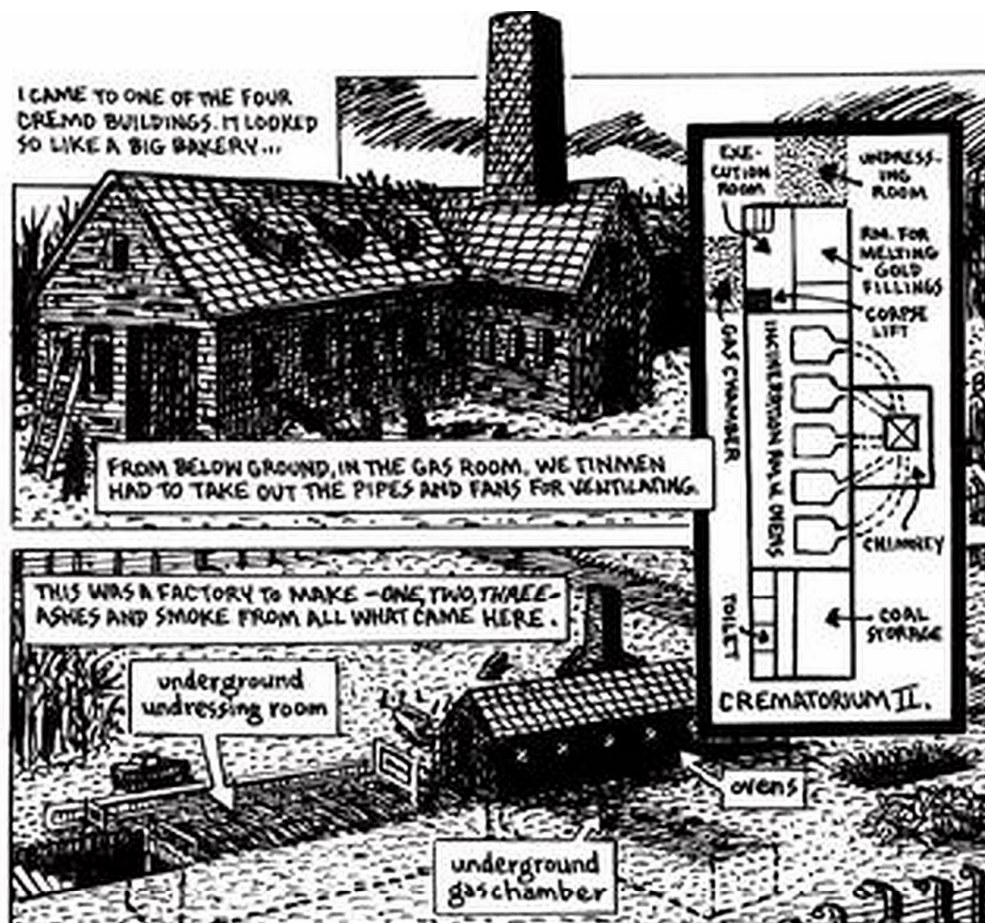 I CAME TO ONE OF THE FOUR
CREMO BUILDINGS. IT LOOKED
SO LIKE A BIG BAKERY...
FROM BELOW GROUND, IN THE GAS ROOM, WE TINMEN
HAD TO TAKE OUT THE PIPES AND FANS FOR VENTILATING.
EXE-
CUTION
ROOM
UNDRESS-
ING
ROOM
RM. FOR
MELTING
GOLD
FILLINGS
CORPSE
LIFT
GAS CHAMBER
INCINERATION RM. W. OVENS
CHIMNEY
TOILET
COAL
STORAGE
CREMATORIUM II.
THIS WAS A FACTORY TO MAKE -ONE, TWO, THREE-
ASHES AND SMOKE FROM ALL WHAT CAME HERE.
underground
undressing room
ovens
underground
gas chamber